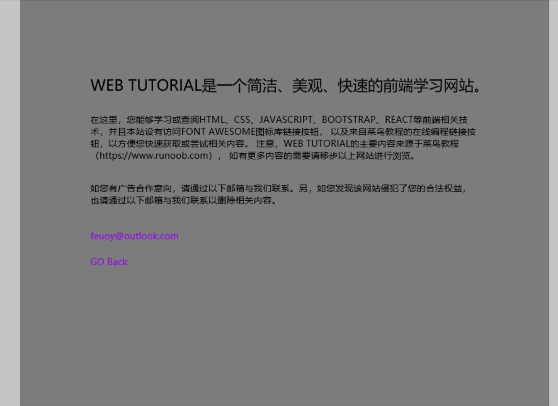 WEB TUTORIAL是一个简洁、美观、快速的前端学习网站。
在这里，您能够学习或查阅HTML、CSS、JAVASCRIPT、BOOTSTRAP、REACT等前端相关技
术，并且本站设有访问FONT AWESOME图标库链接按钮， 以及来自菜鸟教程的在线编程链接按
钮，以方便您快速获取或尝试相关内容。 注意，WEB TUTORIAL的主要内容来源于菜鸟教程
（https://www.runoob.com）， 如有更多内容的需要请移步以上网站进行浏览。
如您有广告合作意向，请通过以下邮箱与我们联系。另，如您发现该网站侵犯了您的合法权益，
也请通过以下邮箱与我们联系以删除相关内容。
feuoy@outlook.com
GO Back